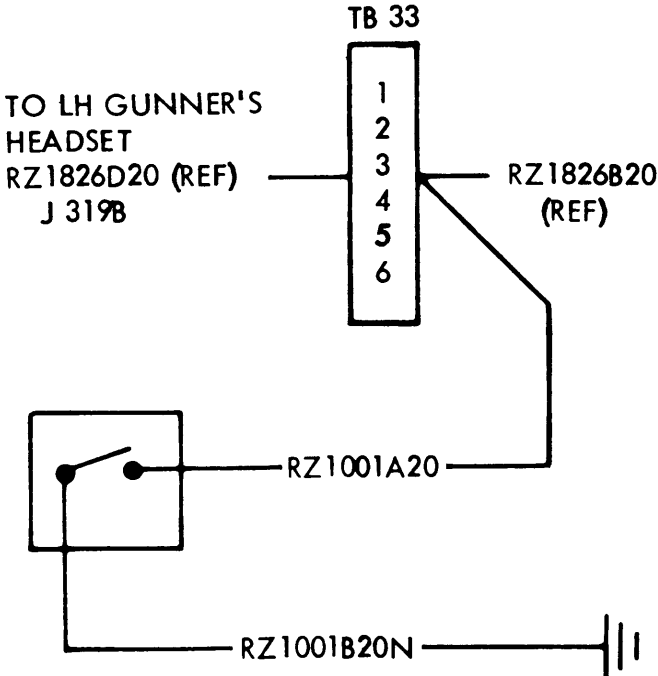 TB 33
TO LH GUNNER'S
HEADSET
RZ1826D20 (REF)
J 319B
1
2
3
4
5
6
RZ1826B20
(REF)
RZ1001A20
RZ1001B20N